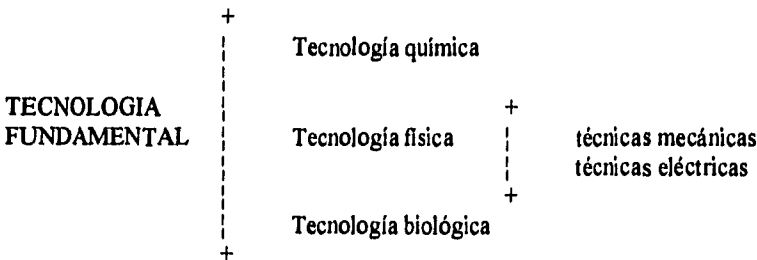 Tecnología química
TECNOLOGIA
FUNDAMENTAL
Tecnología física
técnicas mecánicas
técnicas eléctricas
Tecnología biológica